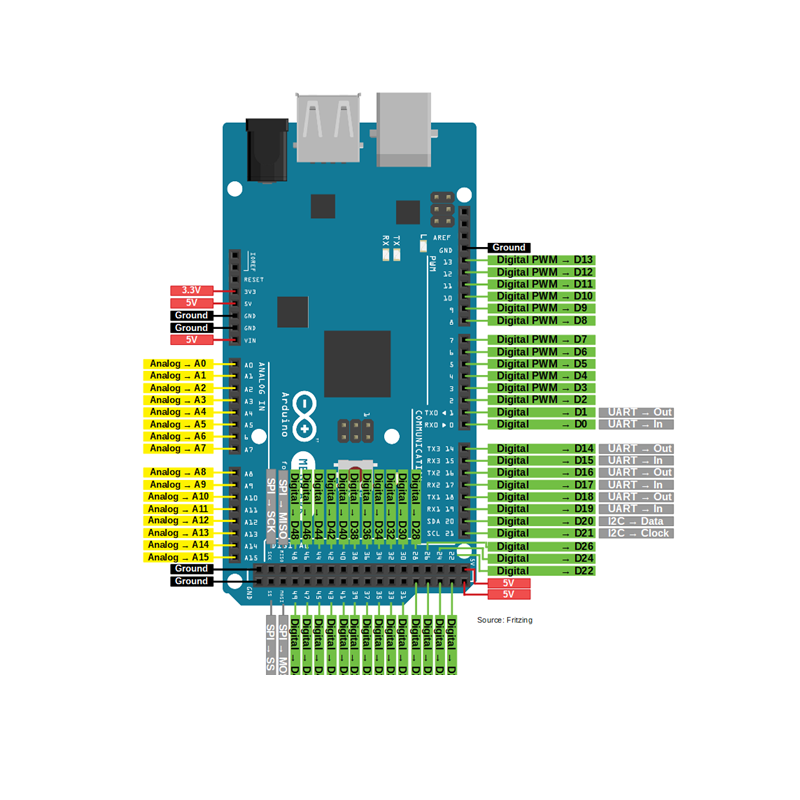 AREF
GND
RX
TX
L
PWM
IOREF
RESET
3V3
5V
GND
GND
VIN
3.3V
5V
Ground
Ground
5V
Ground
Digital PWM → D13
Digital PWM → D12
Digital PWM → D11
Digital PWM → D10
Digital PWM → D9
Digital PWM → D8
13
12
11
10
9
8
Digital PWM → D7
Digital PWM → D6
Digital PWM → D5
Digital PWM → D4
Digital PWM → D3
Digital PWM → D2
Digital → D1 UART → Out
Digital → D0 UART → In
7
6
5
4
3
2
TX0 ◄ 1
RX0 ► 0
Analog → A0
Analog → A1
Analog → A2
Analog → A3
Analog → A4
Analog → A5
Analog → A6
Analog → A7
A0
A1
A2
A3
A4
A5
A7
ANALOG IN
Arduino
1
Digital → D14 UART → Out
Digital → D15 UART → In
Digital → D16 UART → Out
Digital → D17 UART → In
Digital → D18 UART → Out
Digital → D19 UART → In
Digital → D20 I2C → Data
Digital → D21 I2C → Clock
Digital → D26
Digital → D24
Digital → D22
5V
5V
TX3 14
RX3 15
TX2 16
RX2 17
TX1 18
RX1 19
SDA 20
SCL 21
Analog → A8
Analog → A9
Analog → A10
Analog → A11
Analog → A12
Analog → A13
Analog → A14
Analog → A15
Ground
Ground
A8
A9
A10
A11
A12
A13
A14
A15
GND
SPI → SCK
SPI → MISO
Digital → D48
Digital → D46
Digital → D44
Digital → D42
Digital → D40
Digital → D38
Digital → D36
Digital → D34
Digital → D32
Digital → D30
Digital → D28
SPI → SS
SPI → MO
Digital → D
Digital → D
Digital → D
Digital → D
Digital → D
Digital → D
Digital → D
Digital → D
Digital → D
Digital → D
Digital → D
Digital → D
Digital → D
Digital → D
Source: Fritzing